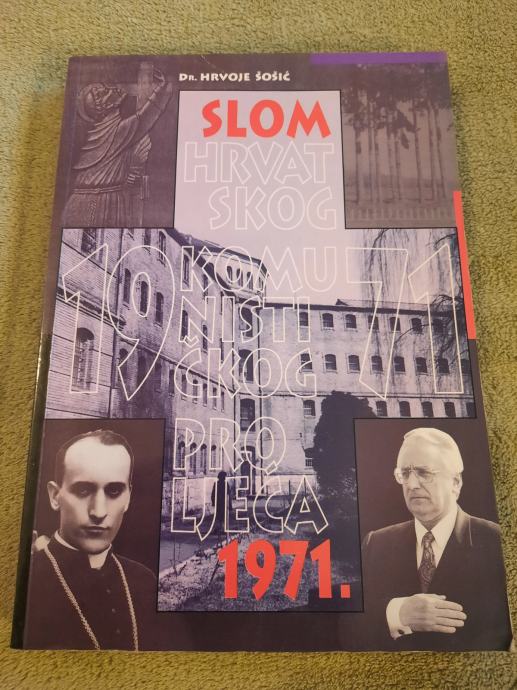 Dr. HRVOJE ŠOŠIĆ
SLOM
HRVAT
SKOG
KOMU
NISTI
ČKOG
PRO
LJEĆA
1971.
19 71